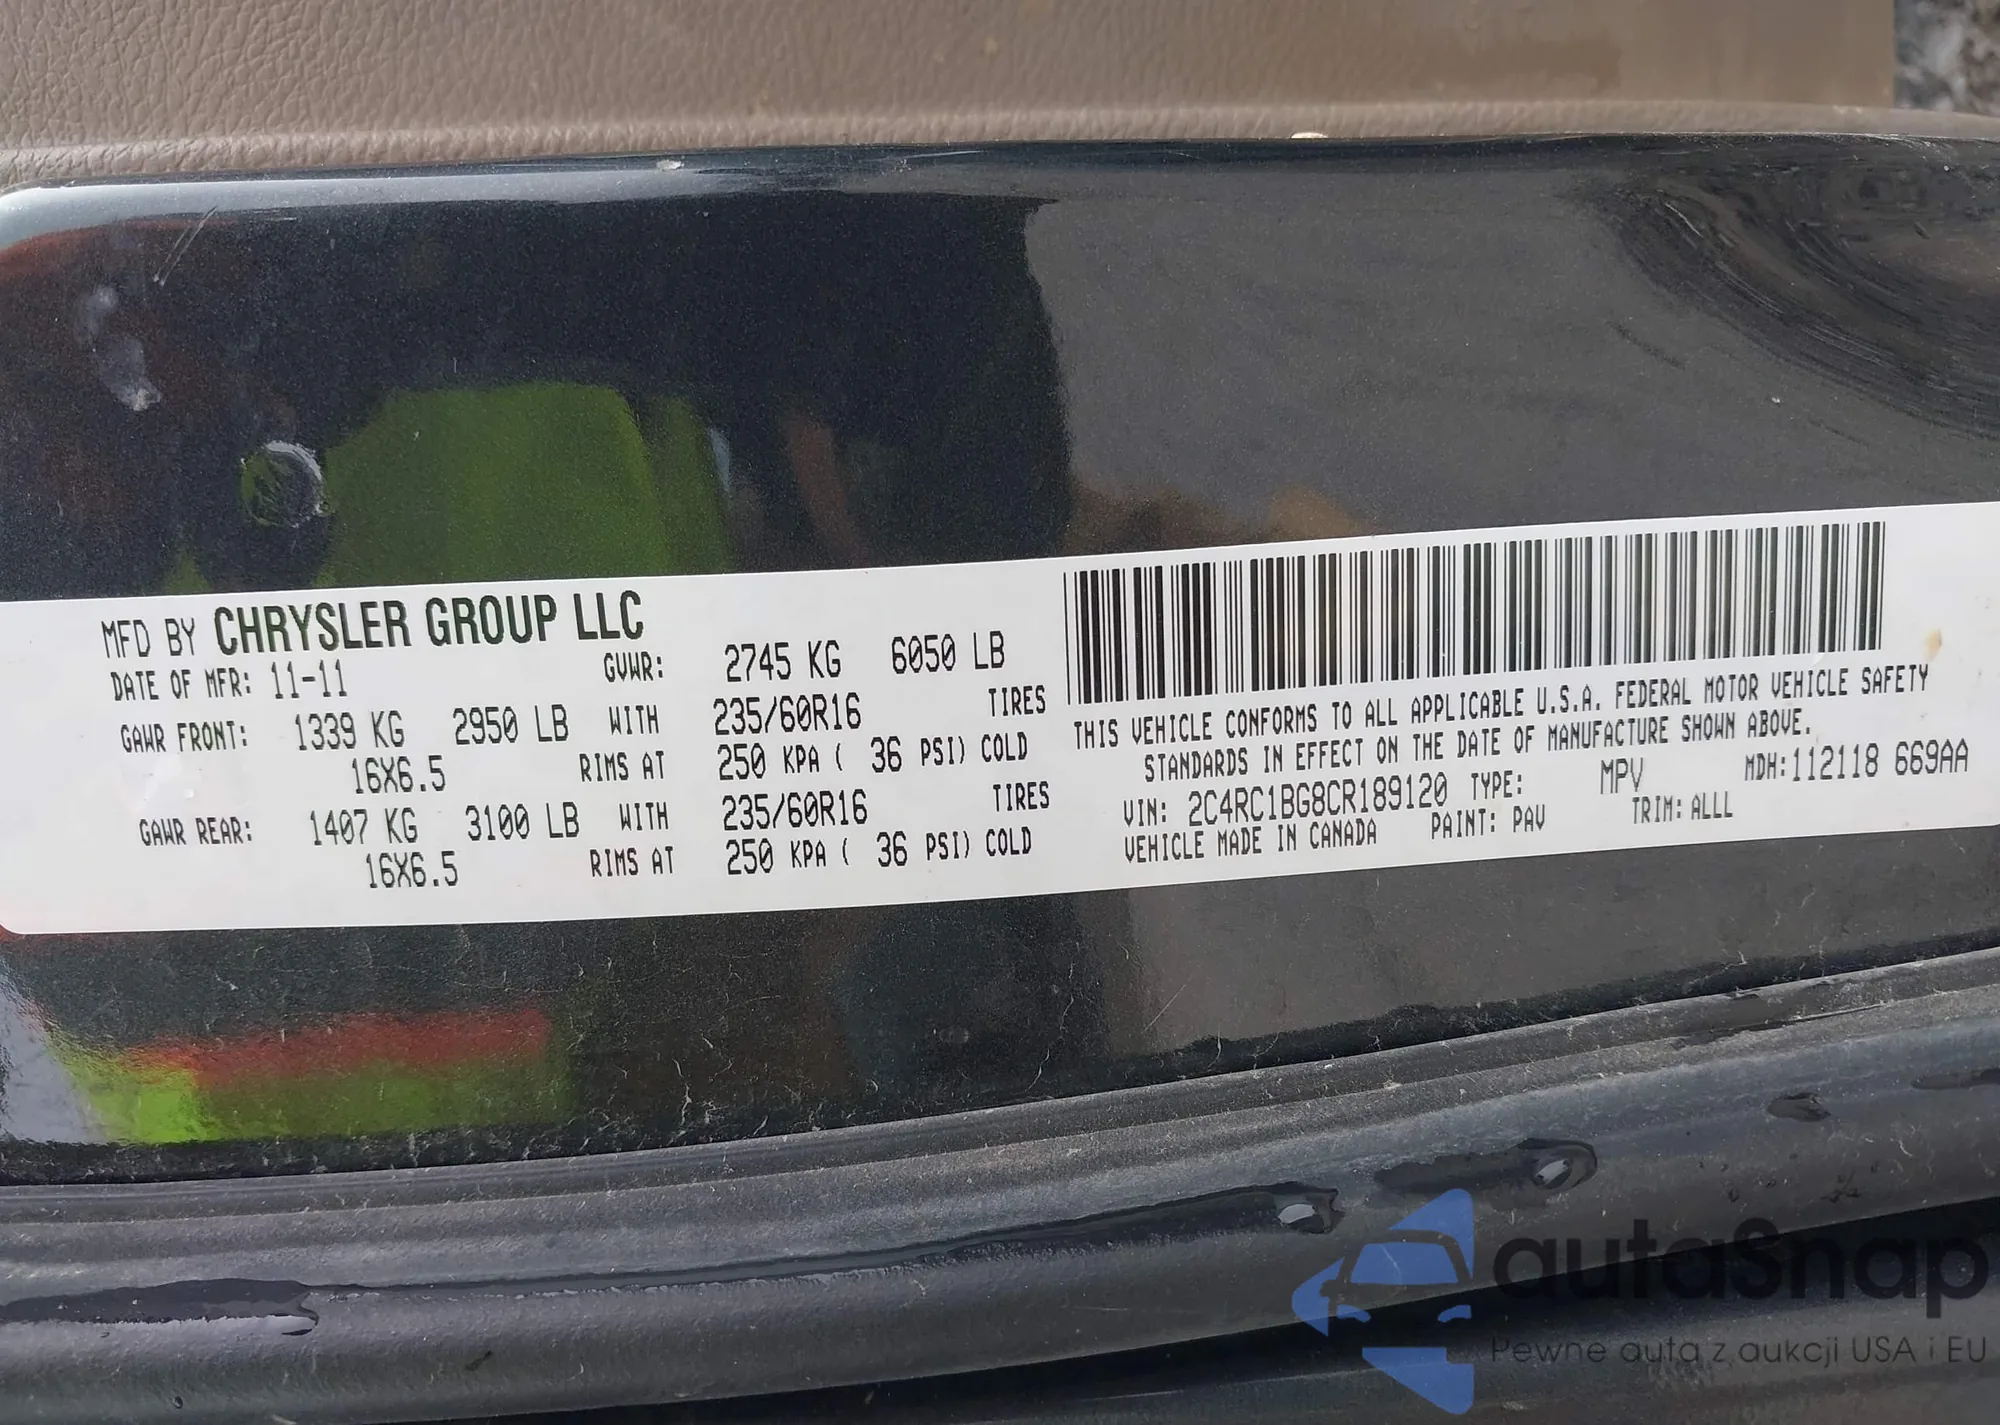 MFD BY CHRYSLER GROUP LLC
DATE OF MFR: 11-11 GVWR: 2745 KG 6050 LB
GAWR FRONT: 1339 KG 2950 LB WITH 235/60R16 TIRES
16X6.5 RIMS AT 250 KPA ( 36 PSI) COLD
GAWR REAR: 1407 KG 3100 LB WITH 235/60R16 TIRES
16X6.5 RIMS AT 250 KPA ( 36 PSI) COLD
THIS VEHICLE CONFORMS TO ALL APPLICABLE U.S.A. FEDERAL MOTOR VEHICLE SAFETY
STANDARDS IN EFFECT ON THE DATE OF MANUFACTURE SHOWN ABOVE.
VIN: 2C4RC1BG8CR189120 TYPE: MPV MDH:112118 669AA
VEHICLE MADE IN CANADA PAINT: PAV TRIM: ALLL
autaSnap
Pewne auta z aukcji USA i EU